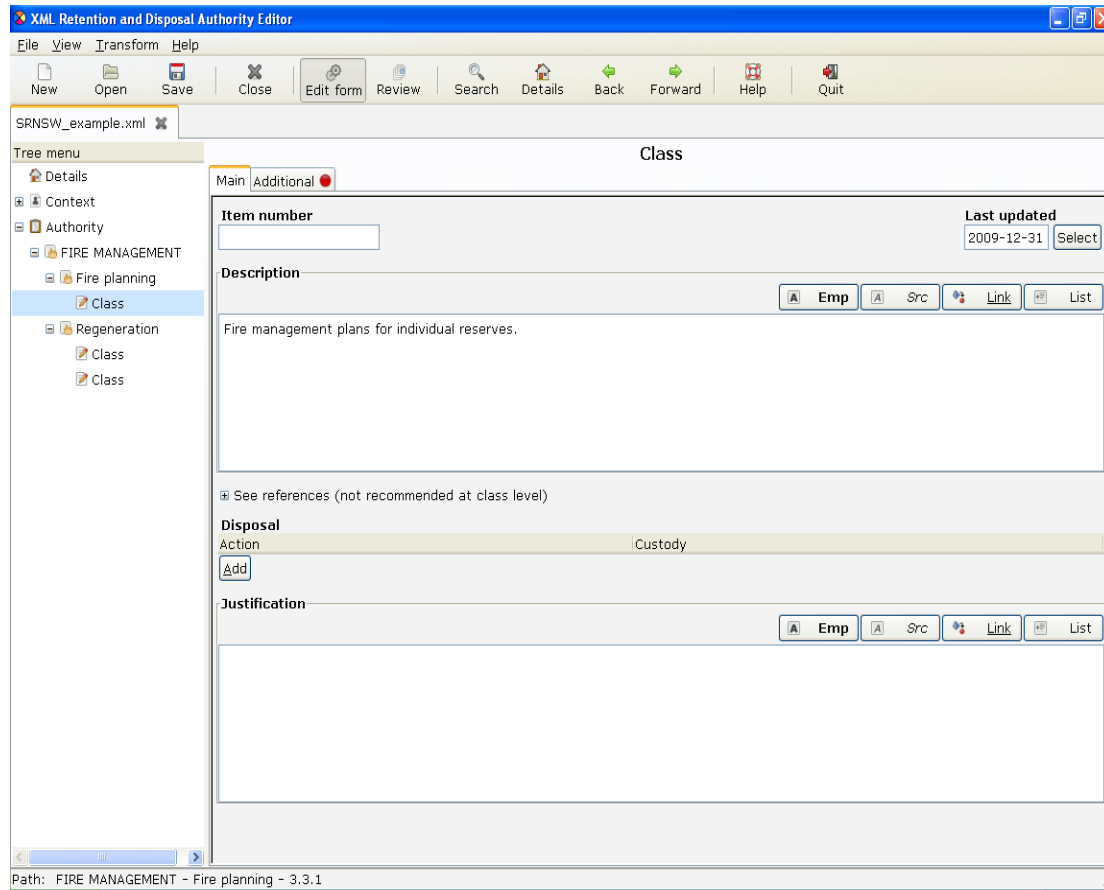 XML Retention and Disposal Authority Editor
File View Transform Help
New Open Save Close Edit form Review Search Details Back Forward Help Quit
SRNSW_example.xml
Tree menu
Details
Context
Authority
FIRE MANAGEMENT
Fire planning
Class
Regeneration
Class
Class
Class
Main Additional
Item number Last updated
2009-12-31 Select
Description
A Emp A Src Link List
Fire management plans for individual reserves.
See references (not recommended at class level)
Disposal
Action Custody
Add
Justification
A Emp A Src Link List
Path: FIRE MANAGEMENT - Fire planning - 3.3.1